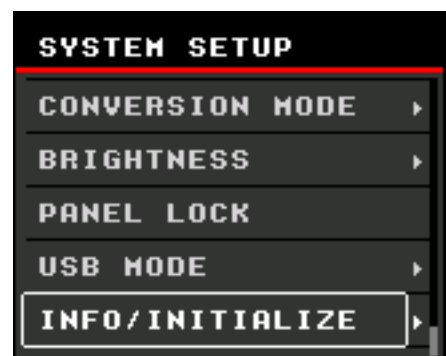 SYSTEM SETUP
CONVERSION MODE
BRIGHTNESS
PANEL LOCK
USB MODE
INFO/INITIALIZE